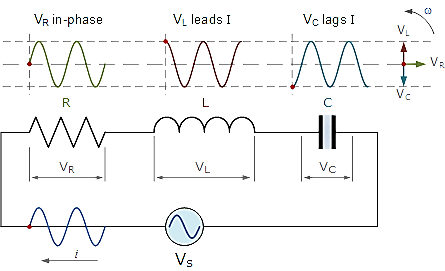 VR in-phase
VL leads I
VC lags I
ω
VL
VR
VC
R
L
C
VR
VL
VC
i
VS